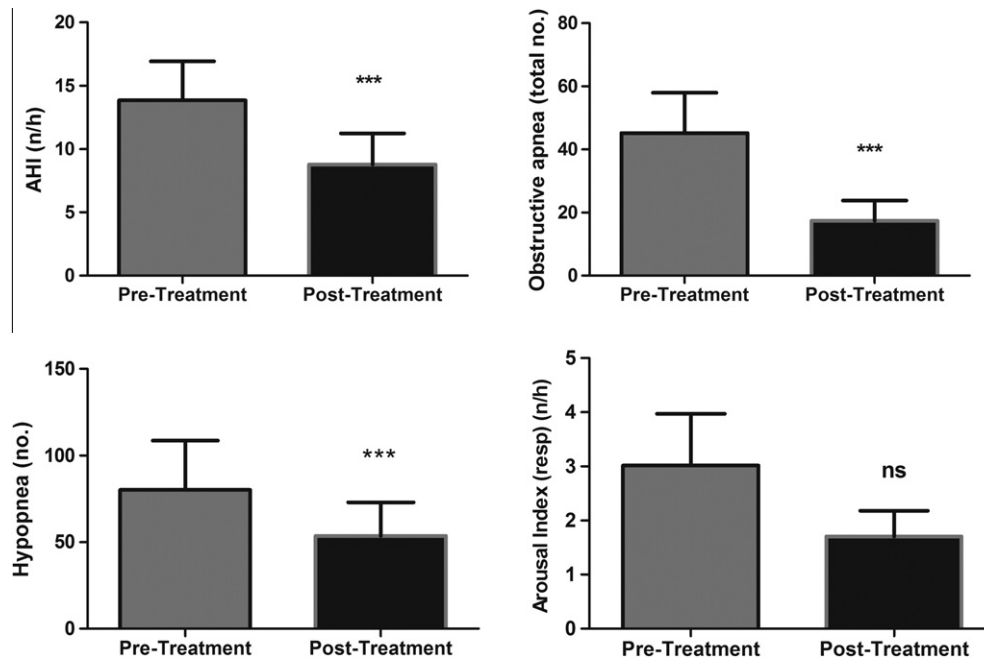 AHI (n/h)
20
15
10
5
0
***
Pre-Treatment
Post-Treatment
Obstructive apnea (total no.)
80
60
40
20
0
***
Pre-Treatment
Post-Treatment
Hypopnea (no.)
150
100
50
0
***
Pre-Treatment
Post-Treatment
Arousal Index (resp) (n/h)
5
4
3
2
1
0
ns
Pre-Treatment
Post-Treatment